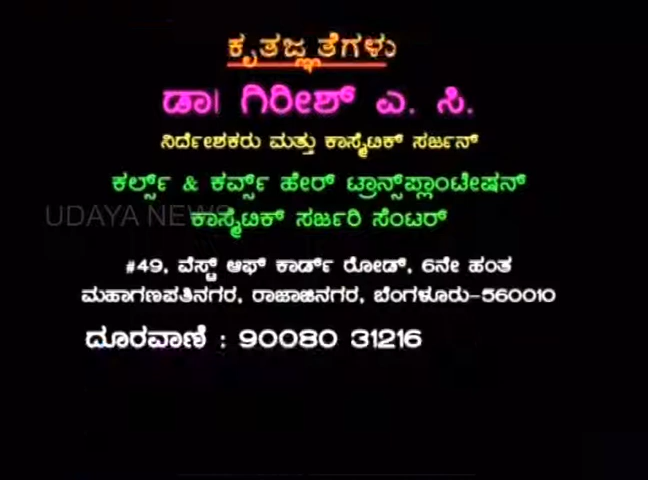 ಕೃತಜ್ಞತೆಗಳು
ಡಾ| ಗಿರೀಶ್ ಎ. ಸಿ.
ನಿರ್ದೇಶಕರು ಮತ್ತು ಕಾಸ್ಮೆಟಿಕ್ ಸರ್ಜನ್
ಕರ್ಲ್ಸ್ & ಕರ್ವ್ಸ್ ಹೇರ್ ಟ್ರಾನ್ಸ್‌ಪ್ಲಾಂಟೇಷನ್
UDAYA NEWS
ಕಾಸ್ಮೆಟಿಕ್ ಸರ್ಜರಿ ಸೆಂಟರ್
#49, ವೆಸ್ಟ್ ಆಫ್ ಕಾರ್ಡ್ ರೋಡ್, 6ನೇ ಹಂತ
ಮಹಾಗಣಪತಿನಗರ, ರಾಜಾಜಿನಗರ, ಬೆಂಗಳೂರು-560010
ದೂರವಾಣಿ : 90080 31216